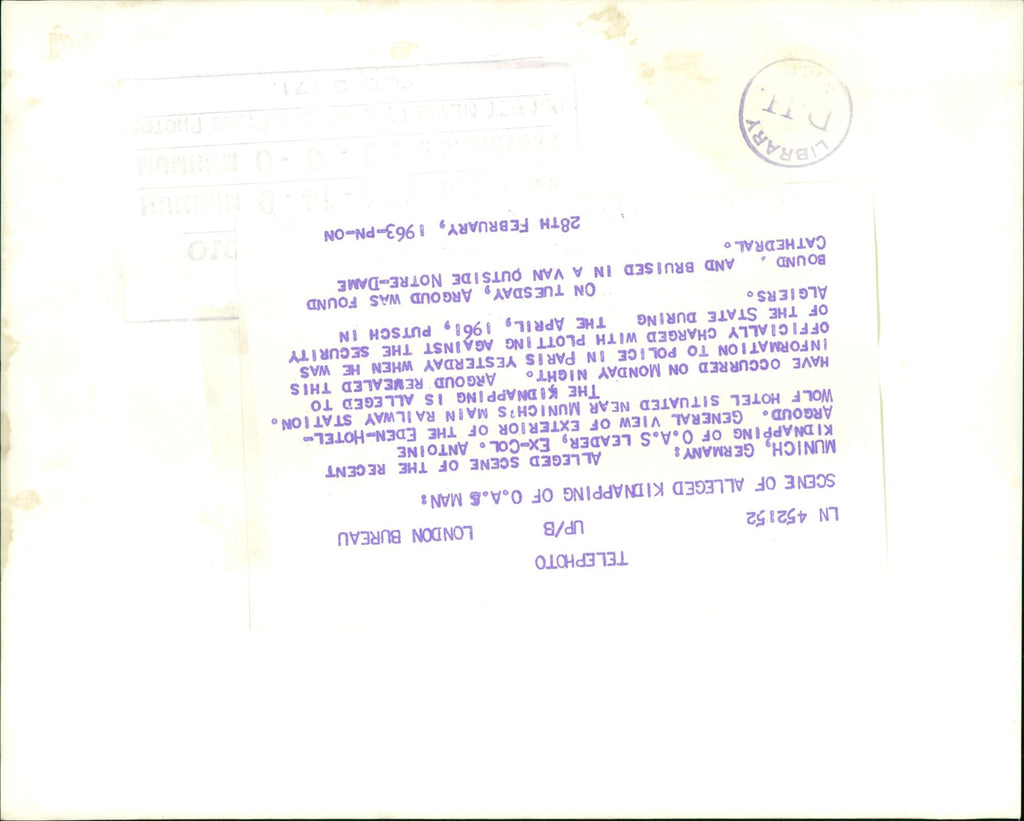 TELEPHOTO
LN 452152 UP/B LONDON BUREAU
SCENE OF ALLEGED KIDNAPPING OF O.A.S MAN:
MUNICH, GERMANY: ALLEGED SCENE OF THE RECENT
KIDNAPPING OF O.A.S LEADER, EX-COL. ANTOINE
ARGOUD. GENERAL VIEW OF EXTERIOR OF THE EDEN-HOTEL-
WOLF HOTEL SITUATED NEAR MUNICH'S MAIN RAILWAY STATION.
THE KIDNAPPING IS ALLEGED TO
HAVE OCCURRED ON MONDAY NIGHT. ARGOUD REVEALED THIS
INFORMATION TO POLICE IN PARIS YESTERDAY WHEN HE WAS
OFFICIALLY CHARGED WITH PLOTTING AGAINST THE SECURITY
OF THE STATE DURING THE APRIL, 1961, PUTSCH IN
ALGIERS.
ON TUESDAY, ARGOUD WAS FOUND
BOUND . AND BRUISED IN A VAN OUTSIDE NOTRE-DAME
CATHEDRAL.
28TH FEBRUARY, 1963-PN-ON
LIBRARY
D.H.
MINIMUM
0 - 0 MINIMUM
PHOTOS